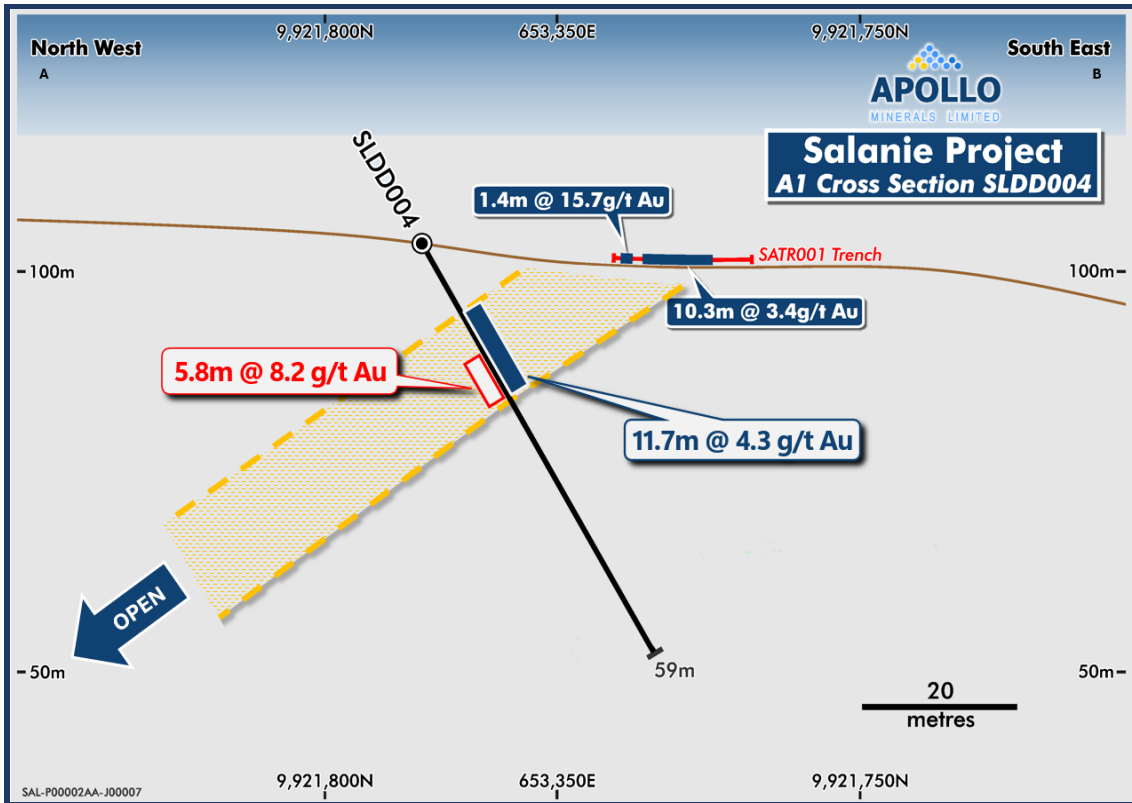 9,921,800N
653,350E
9,921,750N
North West
South East
A
B
APOLLO
MINERALS LIMITED
Salanie Project
A1 Cross Section SLDD004
SLDD004
1.4m @ 15.7g/t Au
SATR001 Trench
100m
100m
10.3m @ 3.4g/t Au
5.8m @ 8.2 g/t Au
11.7m @ 4.3 g/t Au
OPEN
50m
59m
50m
20
metres
9,921,800N
653,350E
9,921,750N
SAL-P00002AA-J00007